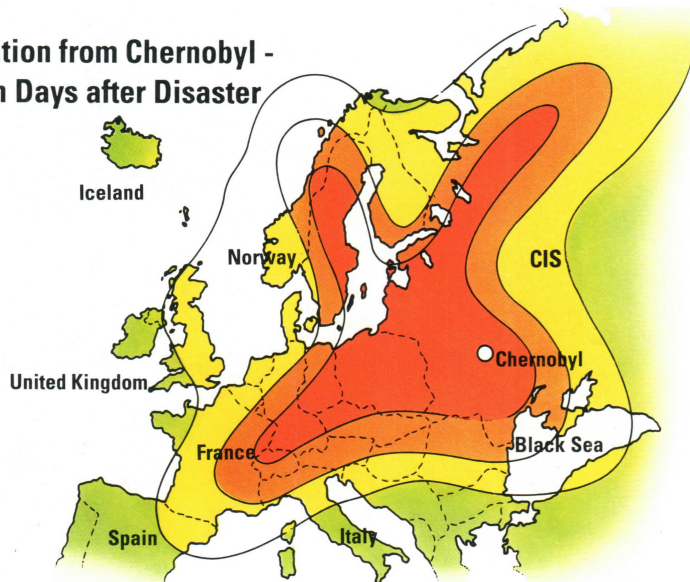 tion from Chernobyl -
n Days after Disaster
Iceland
Norway
CIS
Chernobyl
United Kingdom
France
Black Sea
Spain
Italy